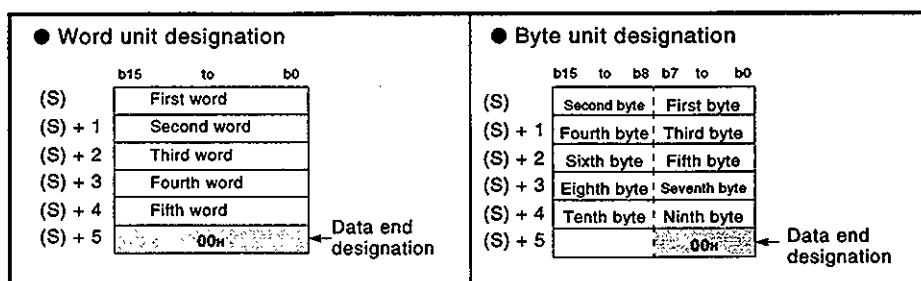 ● Word unit designation
b15 to b0
(S) First word
(S) + 1 Second word
(S) + 2 Third word
(S) + 3 Fourth word
(S) + 4 Fifth word
(S) + 5 00H Data end designation
● Byte unit designation
b15 to b8 b7 to b0
(S) Second byte First byte
(S) + 1 Fourth byte Third byte
(S) + 2 Sixth byte Fifth byte
(S) + 3 Eighth byte Seventh byte
(S) + 4 Tenth byte Ninth byte
(S) + 5 00H Data end designation